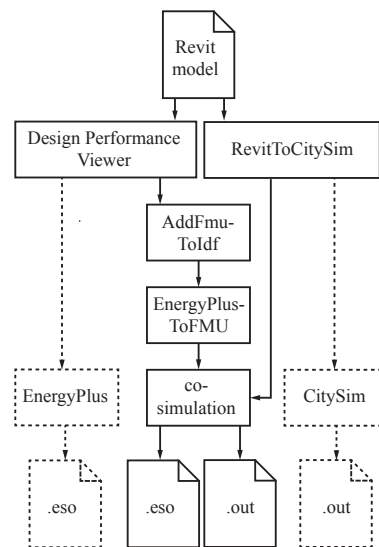 Revit
model
Design Performance
Viewer
RevitToCitySim
AddFmu-
ToIdf
EnergyPlus-
ToFMU
EnergyPlus
co-
simulation
CitySim
.eso
.eso
.out
.out